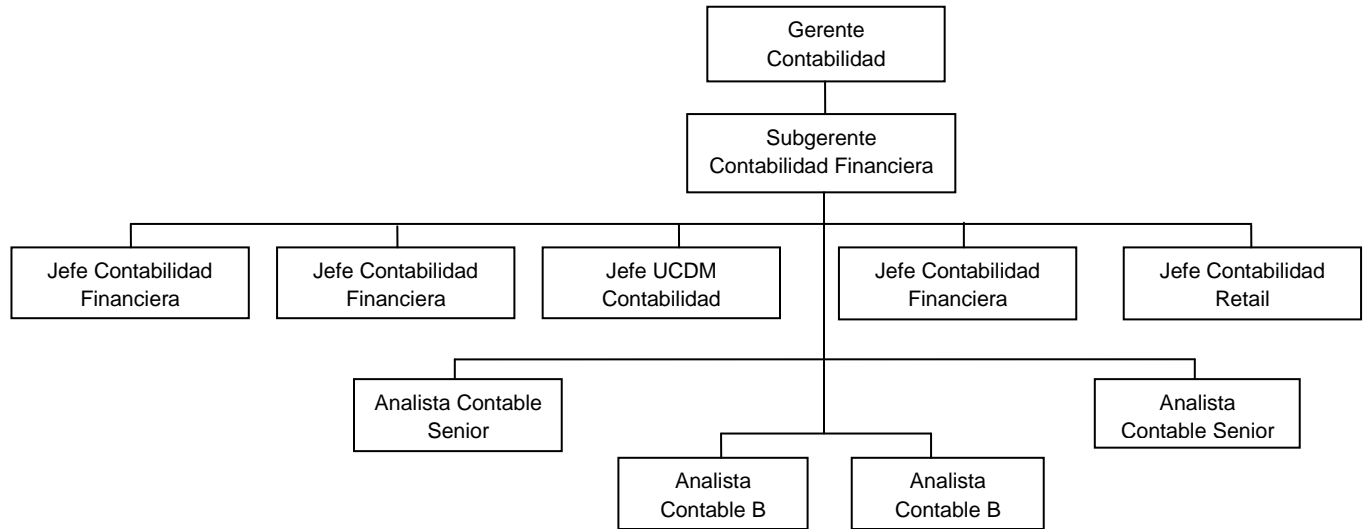 Gerente
Contabilidad
Subgerente
Contabilidad Financiera
Jefe Contabilidad
Financiera
Jefe Contabilidad
Financiera
Jefe UCDM
Contabilidad
Jefe Contabilidad
Financiera
Jefe Contabilidad
Retail
Analista Contable
Senior
Analista
Contable Senior
Analista
Contable B
Analista
Contable B